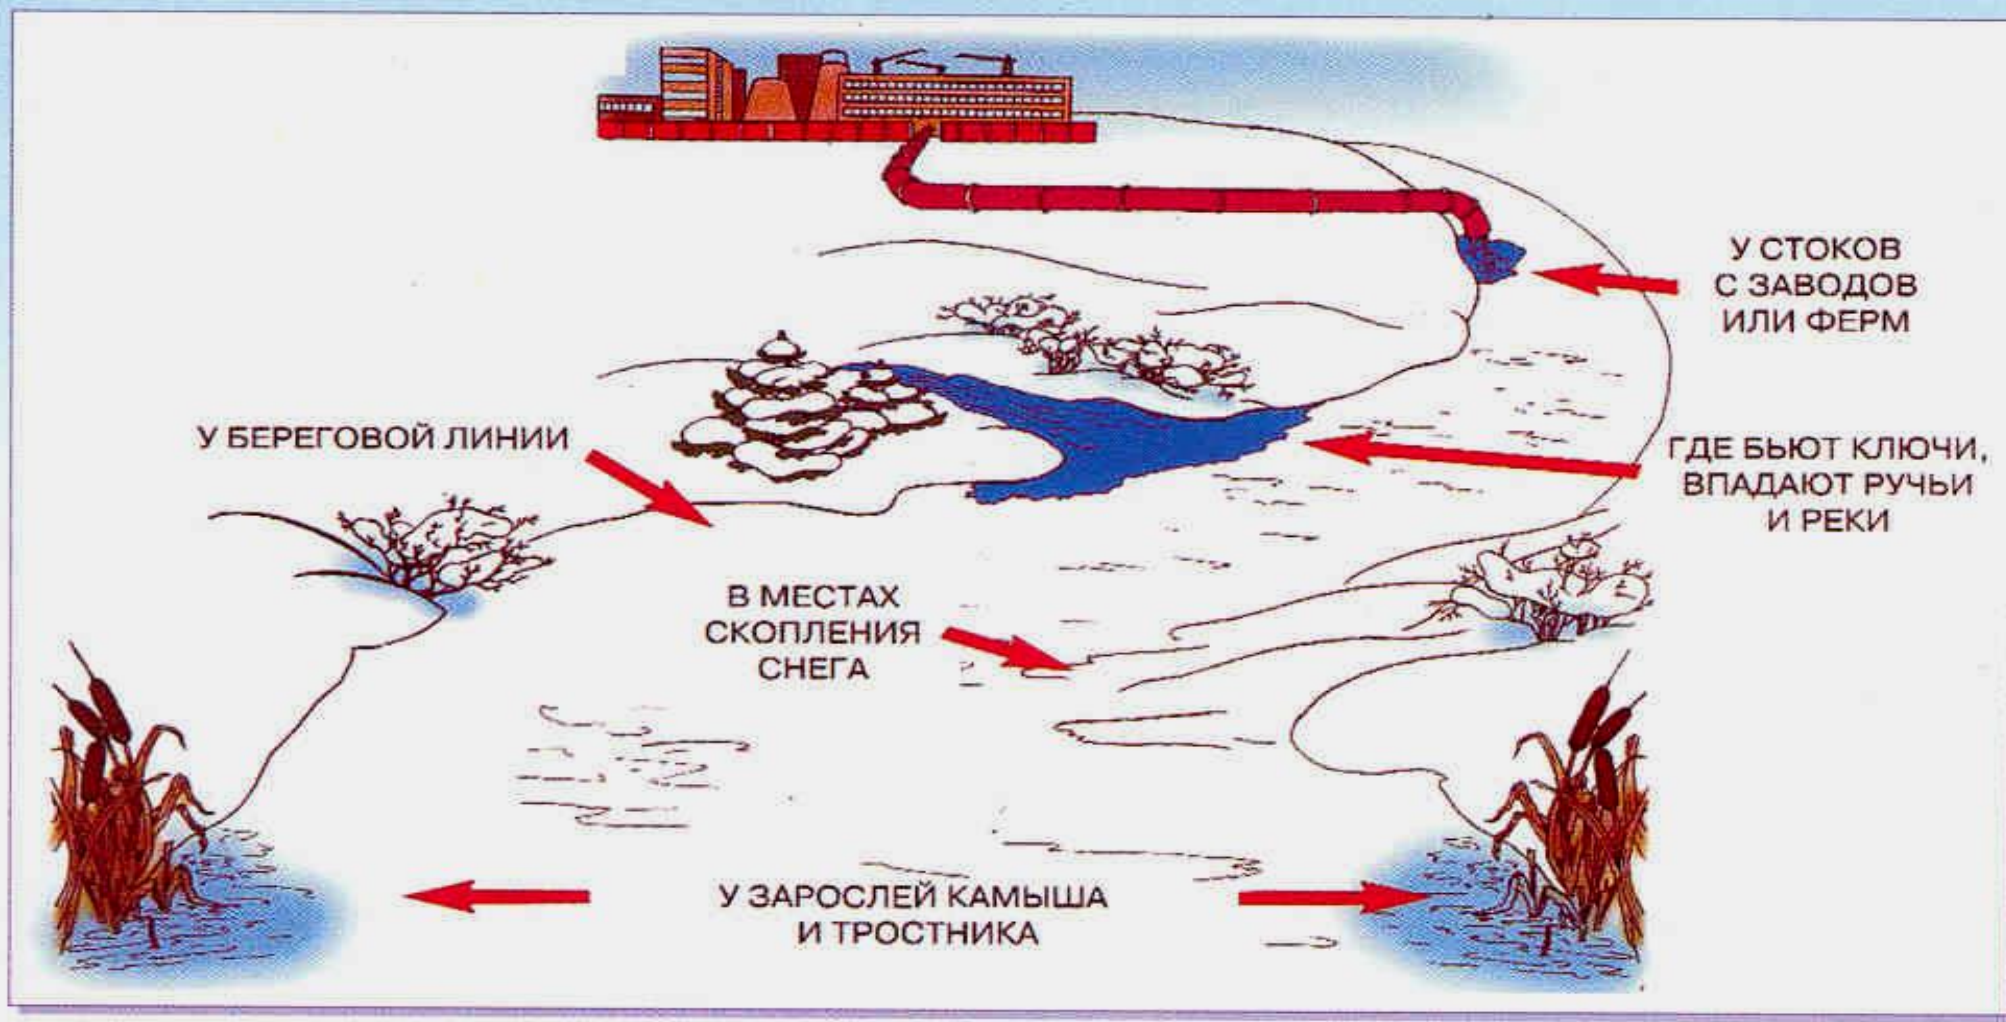 У СТОКОВ
С ЗАВОДОВ
ИЛИ ФЕРМ
У БЕРЕГОВОЙ ЛИНИИ
ГДЕ БЬЮТ КЛЮЧИ,
ВПАДАЮТ РУЧЬИ
И РЕКИ
В МЕСТАХ
СКОПЛЕНИЯ
СНЕГА
У ЗАРОСЛЕЙ КАМЫША
И ТРОСТНИКА